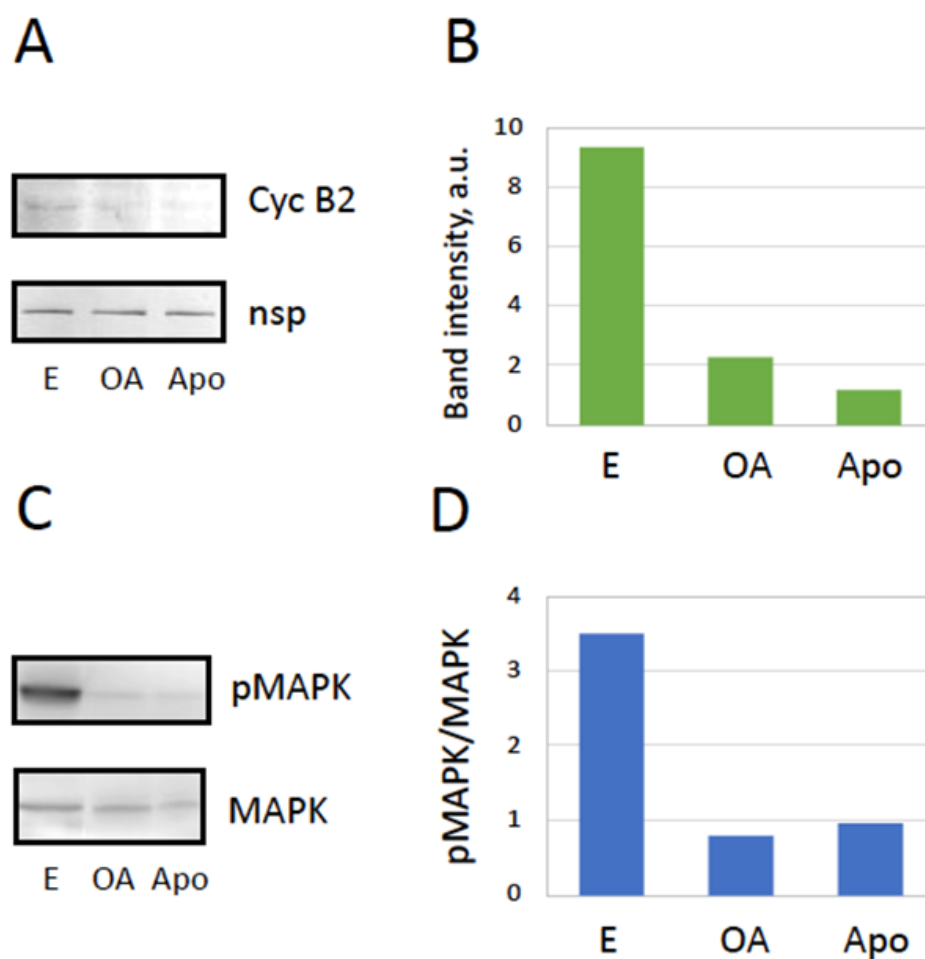 A
Cyc B2
nsp
E OA Apo
B
Band intensity, a.u.
10
8
6
4
2
0
E OA Apo
C
pMAPK
MAPK
E OA Apo
D
pMAPK/MAPK
4
3
2
1
0
E OA Apo